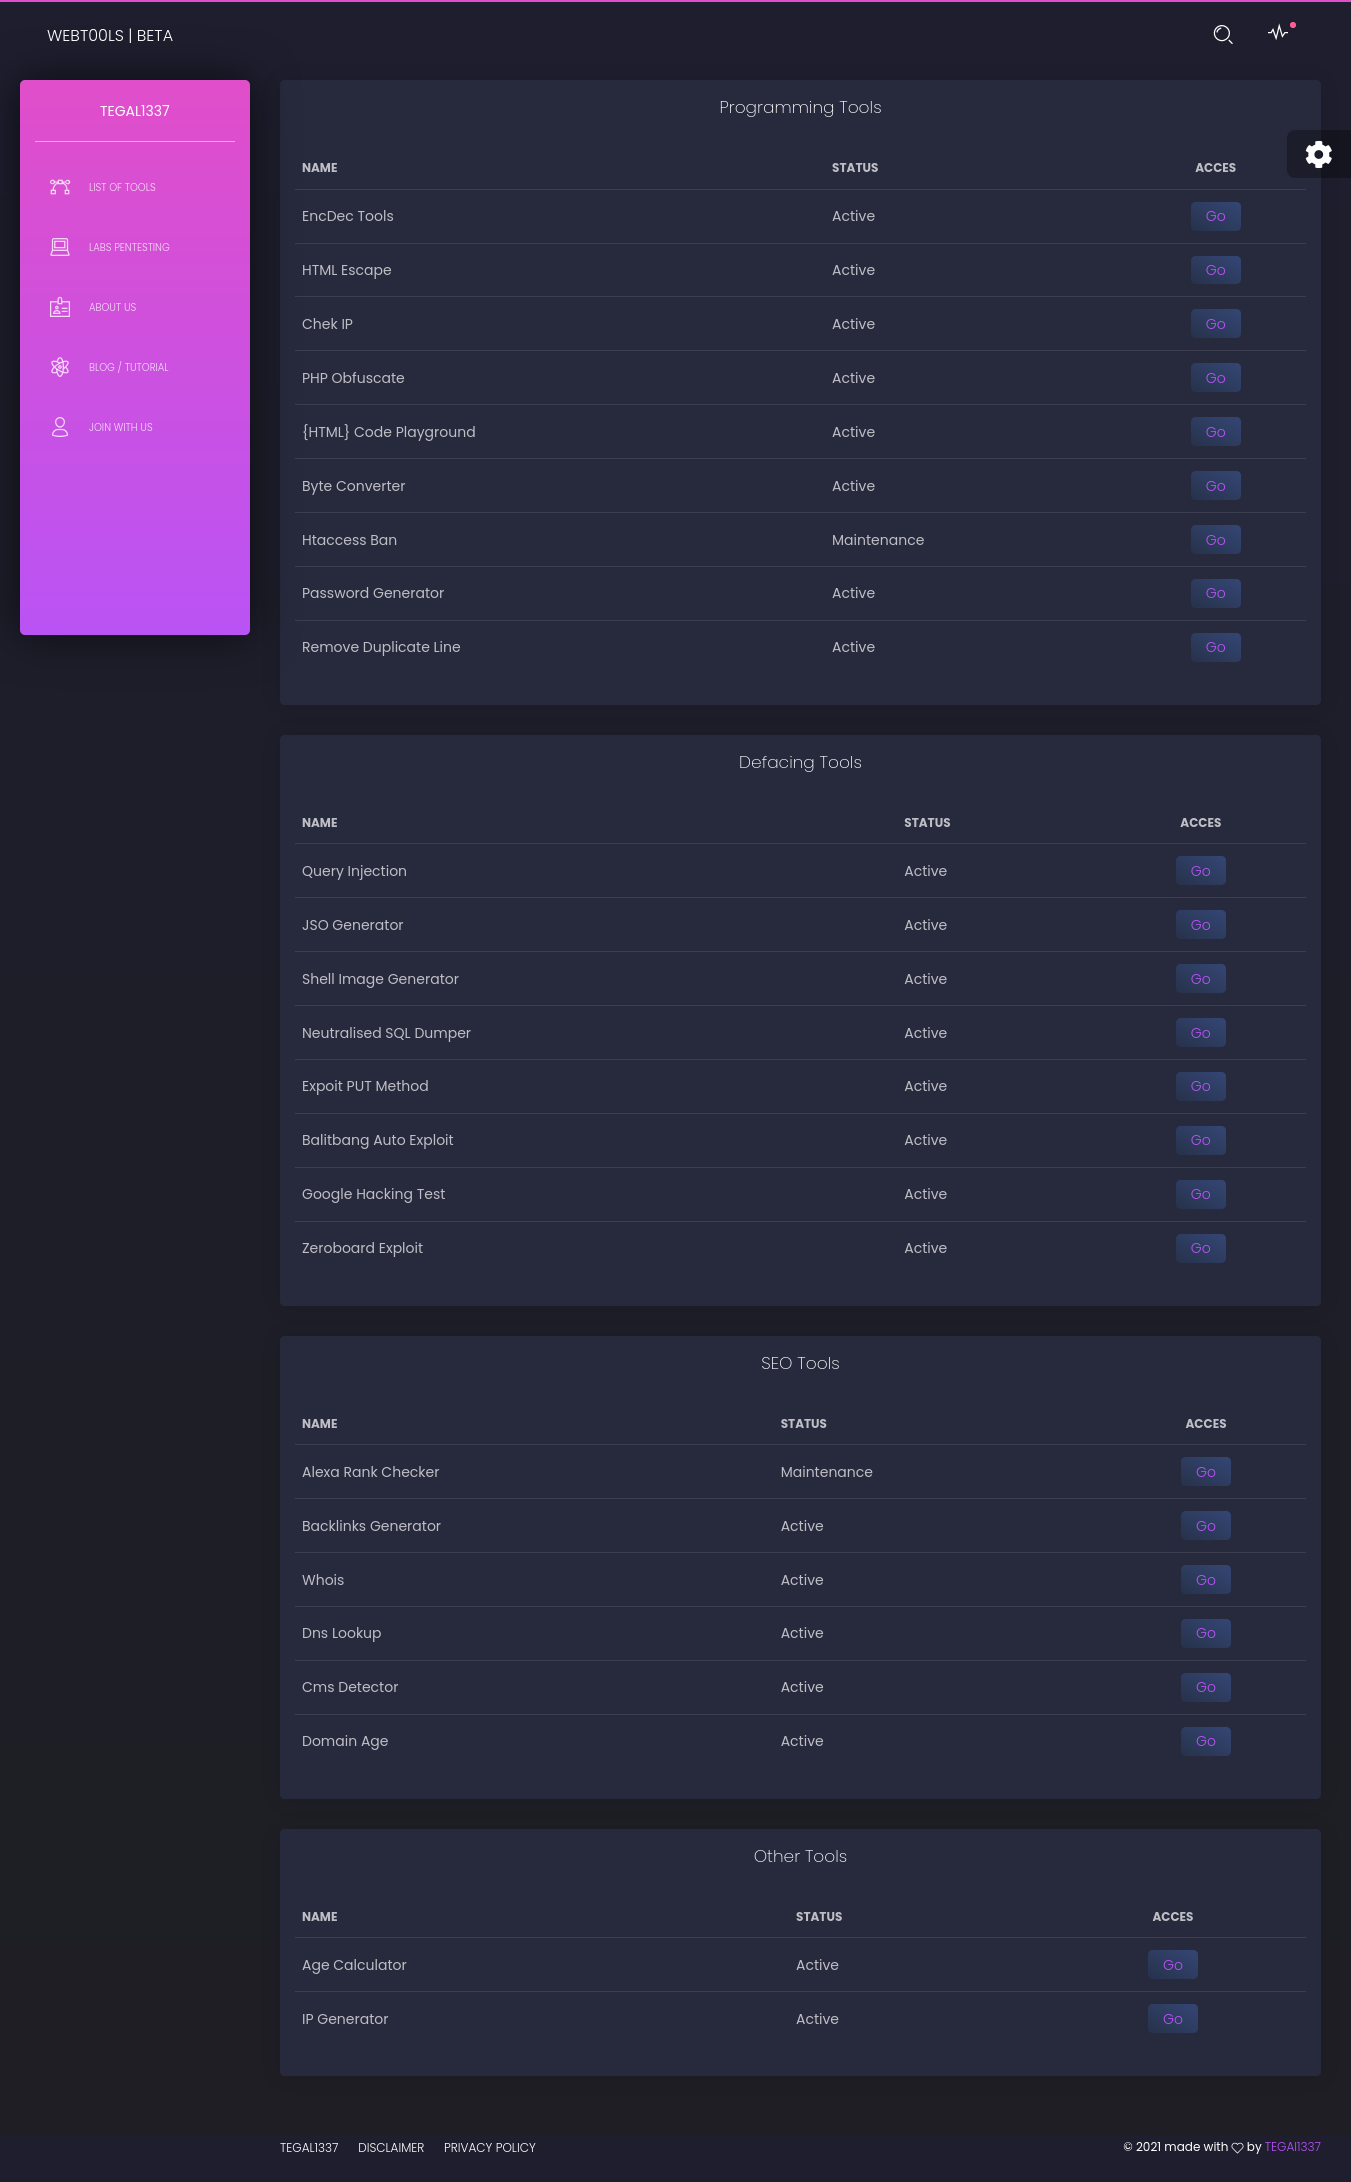 WEBT00LS | BETA
TEGAL1337
LIST OF TOOLS
LABS PENTESTING
ABOUT US
BLOG / TUTORIAL
JOIN WITH US
Programming Tools
NAME STATUS ACCES
EncDec Tools Active Go
HTML Escape Active Go
Chek IP Active Go
PHP Obfuscate Active Go
{HTML} Code Playground Active Go
Byte Converter Active Go
Htaccess Ban Maintenance Go
Password Generator Active Go
Remove Duplicate Line Active Go
Defacing Tools
NAME STATUS ACCES
Query Injection Active Go
JSO Generator Active Go
Shell Image Generator Active Go
Neutralised SQL Dumper Active Go
Expoit PUT Method Active Go
Balitbang Auto Exploit Active Go
Google Hacking Test Active Go
Zeroboard Exploit Active Go
SEO Tools
NAME STATUS ACCES
Alexa Rank Checker Maintenance Go
Backlinks Generator Active Go
Whois Active Go
Dns Lookup Active Go
Cms Detector Active Go
Domain Age Active Go
Other Tools
NAME STATUS ACCES
Age Calculator Active Go
IP Generator Active Go
TEGAL1337 DISCLAIMER PRIVACY POLICY © 2021 made with ♡ by TEGAl1337